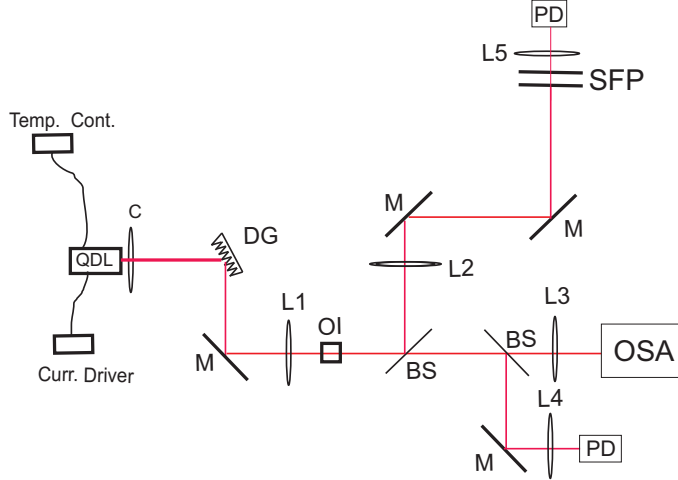 PD
L5
SFP
Temp. Cont.
M
C
DG
M
QDL
L2
L1
OI
L3
BS
OSA
M
BS
Curr. Driver
L4
M
PD